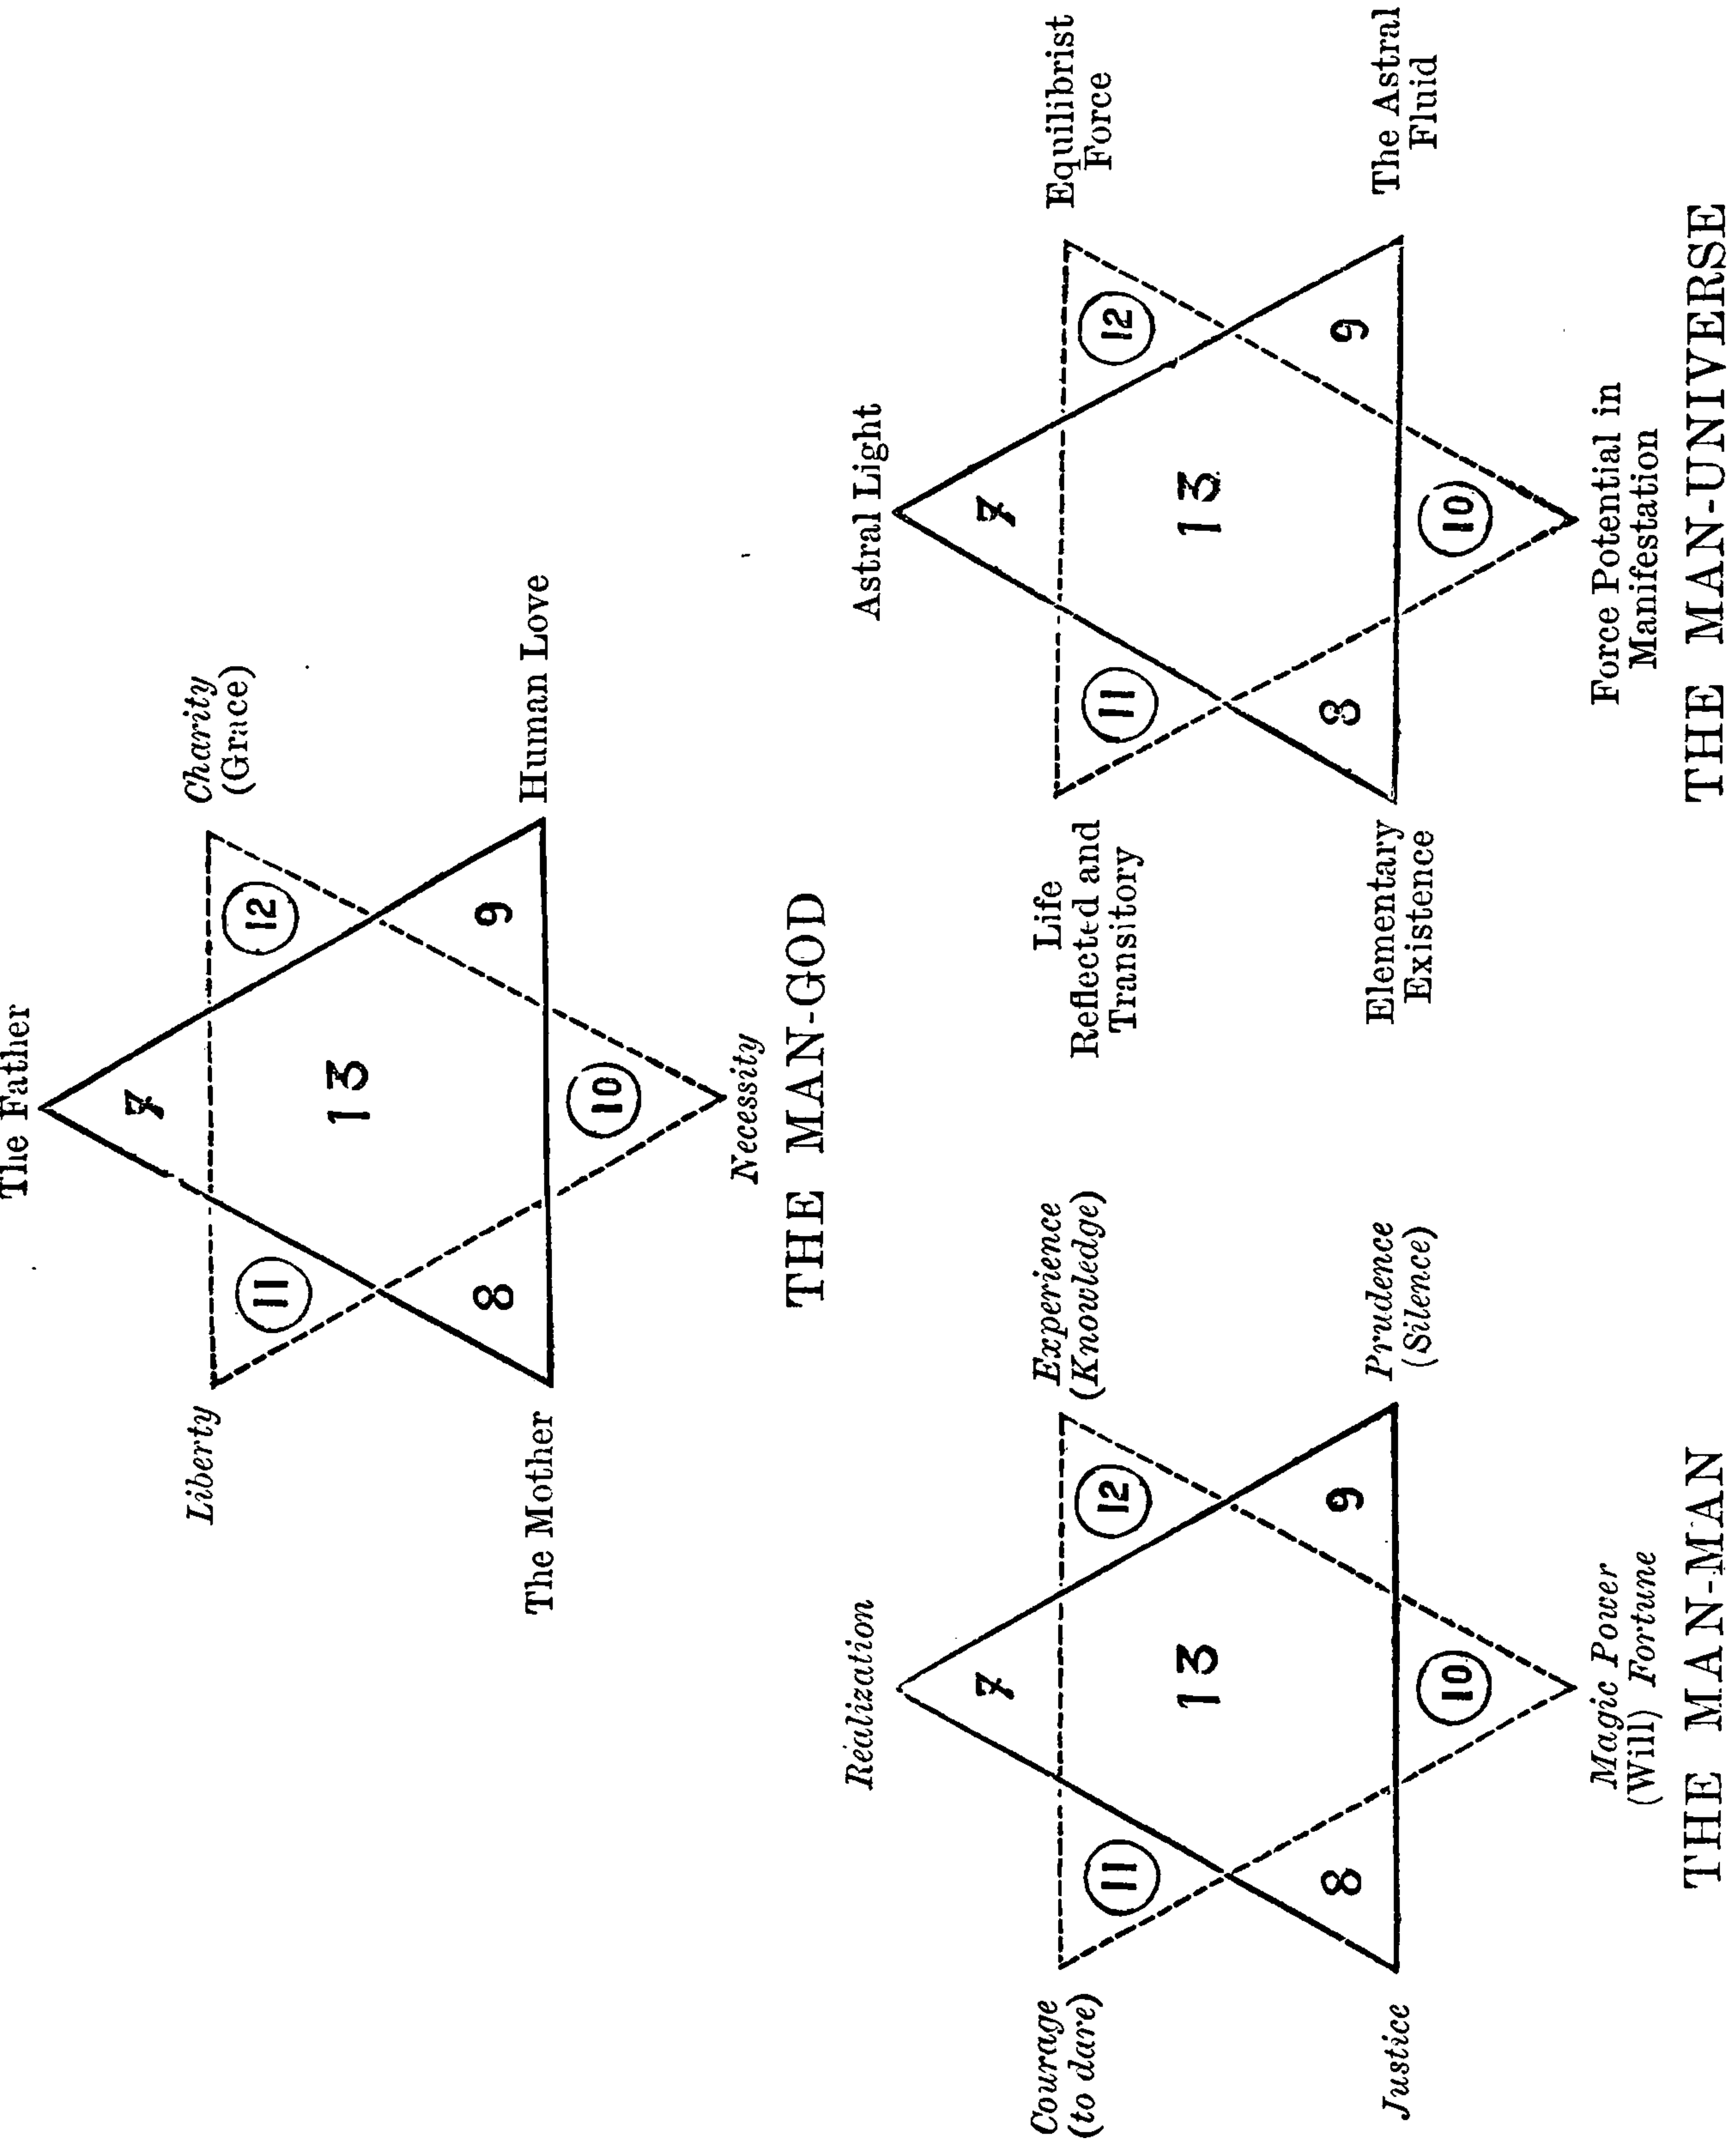 The Father
Liberty
Charity
(Grace)
7
11
12
13
8
9
10
The Mother
Human Love
Necessity
THE MAN-GOD
Realization
Courage
(to dare)
Experience
(Knowledge)
7
11
12
13
8
9
10
Justice
Prudence
(Silence)
Magic Power
(Will) Fortune
THE MAN-MAN
Astral Light
Life
Reflected and
Transitory
Equilibrist
Force
7
11
12
13
8
9
10
Elementary
Existence
The Astral
Fluid
Force Potential in
Manifestation
THE MAN-UNIVERSE